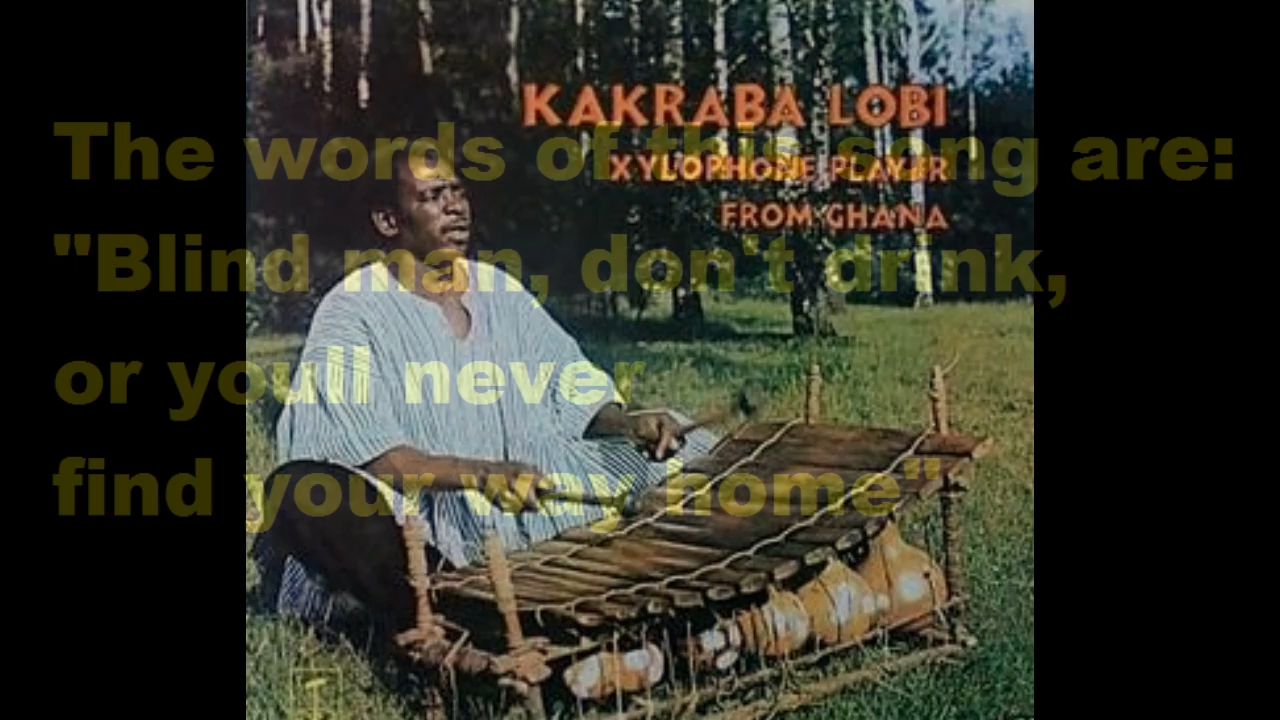 KAKRABA LOBI
XYLOPHONE PLAYER
FROM GHANA
The words of this song are:
"Blind man, don't drink,
or youll never
find your way home"